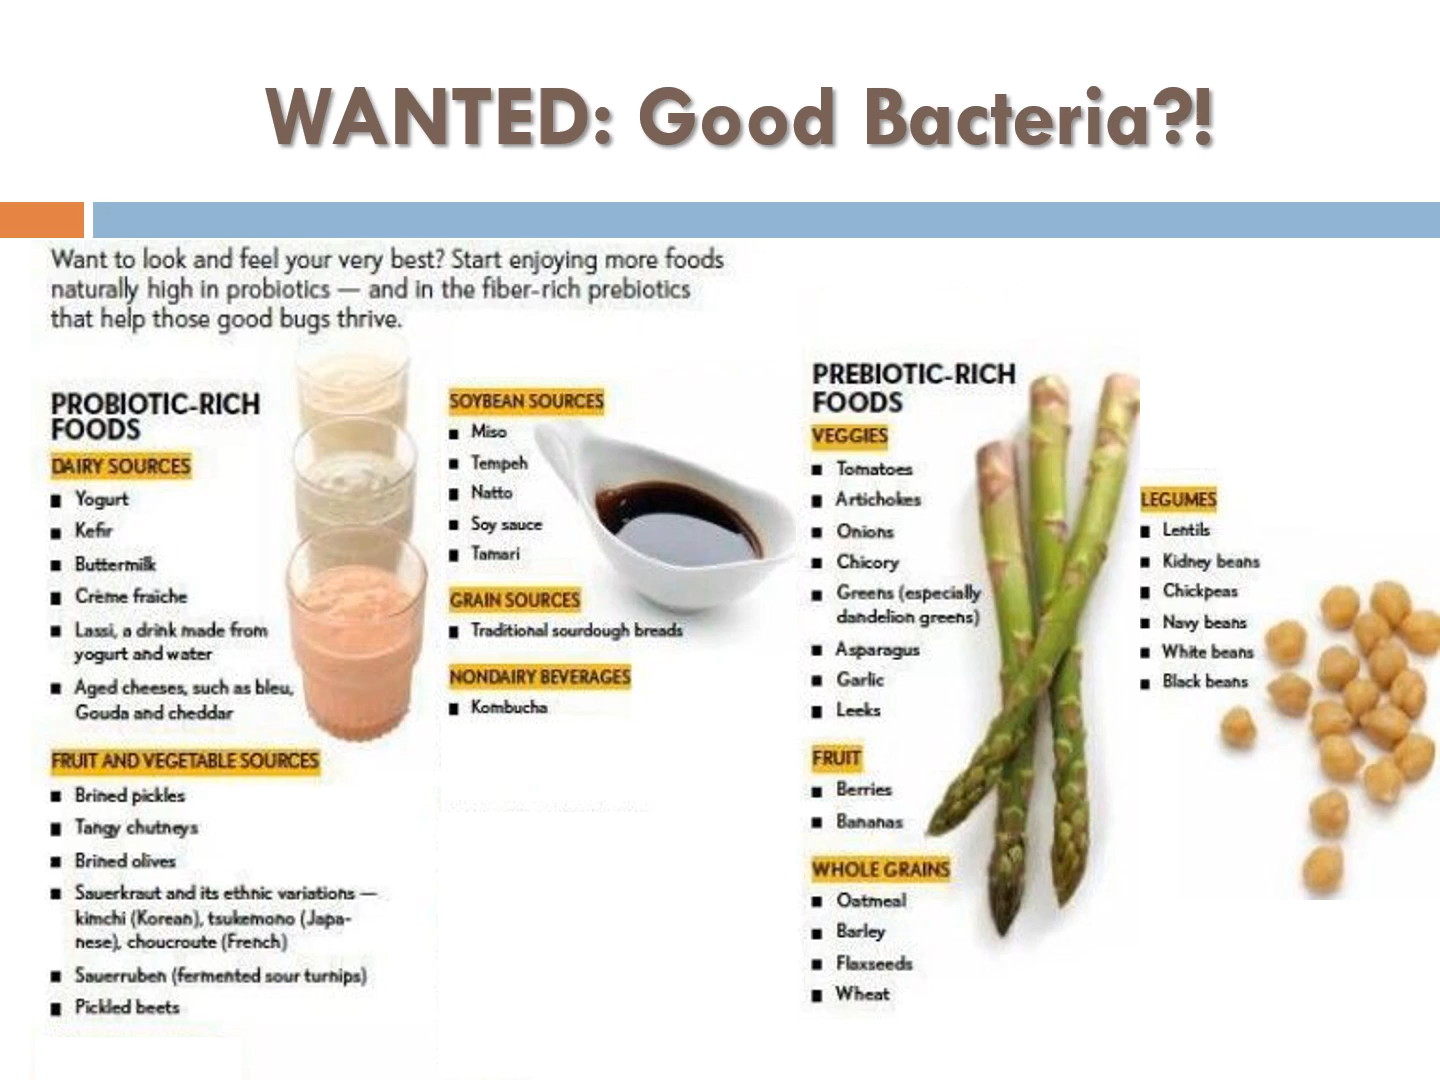 WANTED: Good Bacteria?!
Want to look and feel your very best? Start enjoying more foods
naturally high in probiotics — and in the fiber-rich prebiotics
that help those good bugs thrive.
PROBIOTIC-RICH
FOODS
DAIRY SOURCES
Yogurt
Kefir
Buttermilk
Crème fraîche
Lassi, a drink made from
yogurt and water
Aged cheeses, such as bleu,
Gouda and cheddar
FRUIT AND VEGETABLE SOURCES
Brined pickles
Tangy chutneys
Brined olives
Sauerkraut and its ethnic variations —
kimchi (Korean), tsukemono (Japa-
nese), choucroute (French)
Sauerruben (fermented sour turnips)
Pickled beets
SOYBEAN SOURCES
Miso
Tempeh
Natto
Soy sauce
Tamari
GRAIN SOURCES
Traditional sourdough breads
NONDAIRY BEVERAGES
Kombucha
PREBIOTIC-RICH
FOODS
VEGGIES
Tomatoes
Artichokes
Onions
Chicory
Greens (especially
dandelion greens)
Asparagus
Garlic
Leeks
FRUIT
Berries
Bananas
WHOLE GRAINS
Oatmeal
Barley
Flaxseeds
Wheat
LEGUMES
Lentils
Kidney beans
Chickpeas
Navy beans
White beans
Black beans